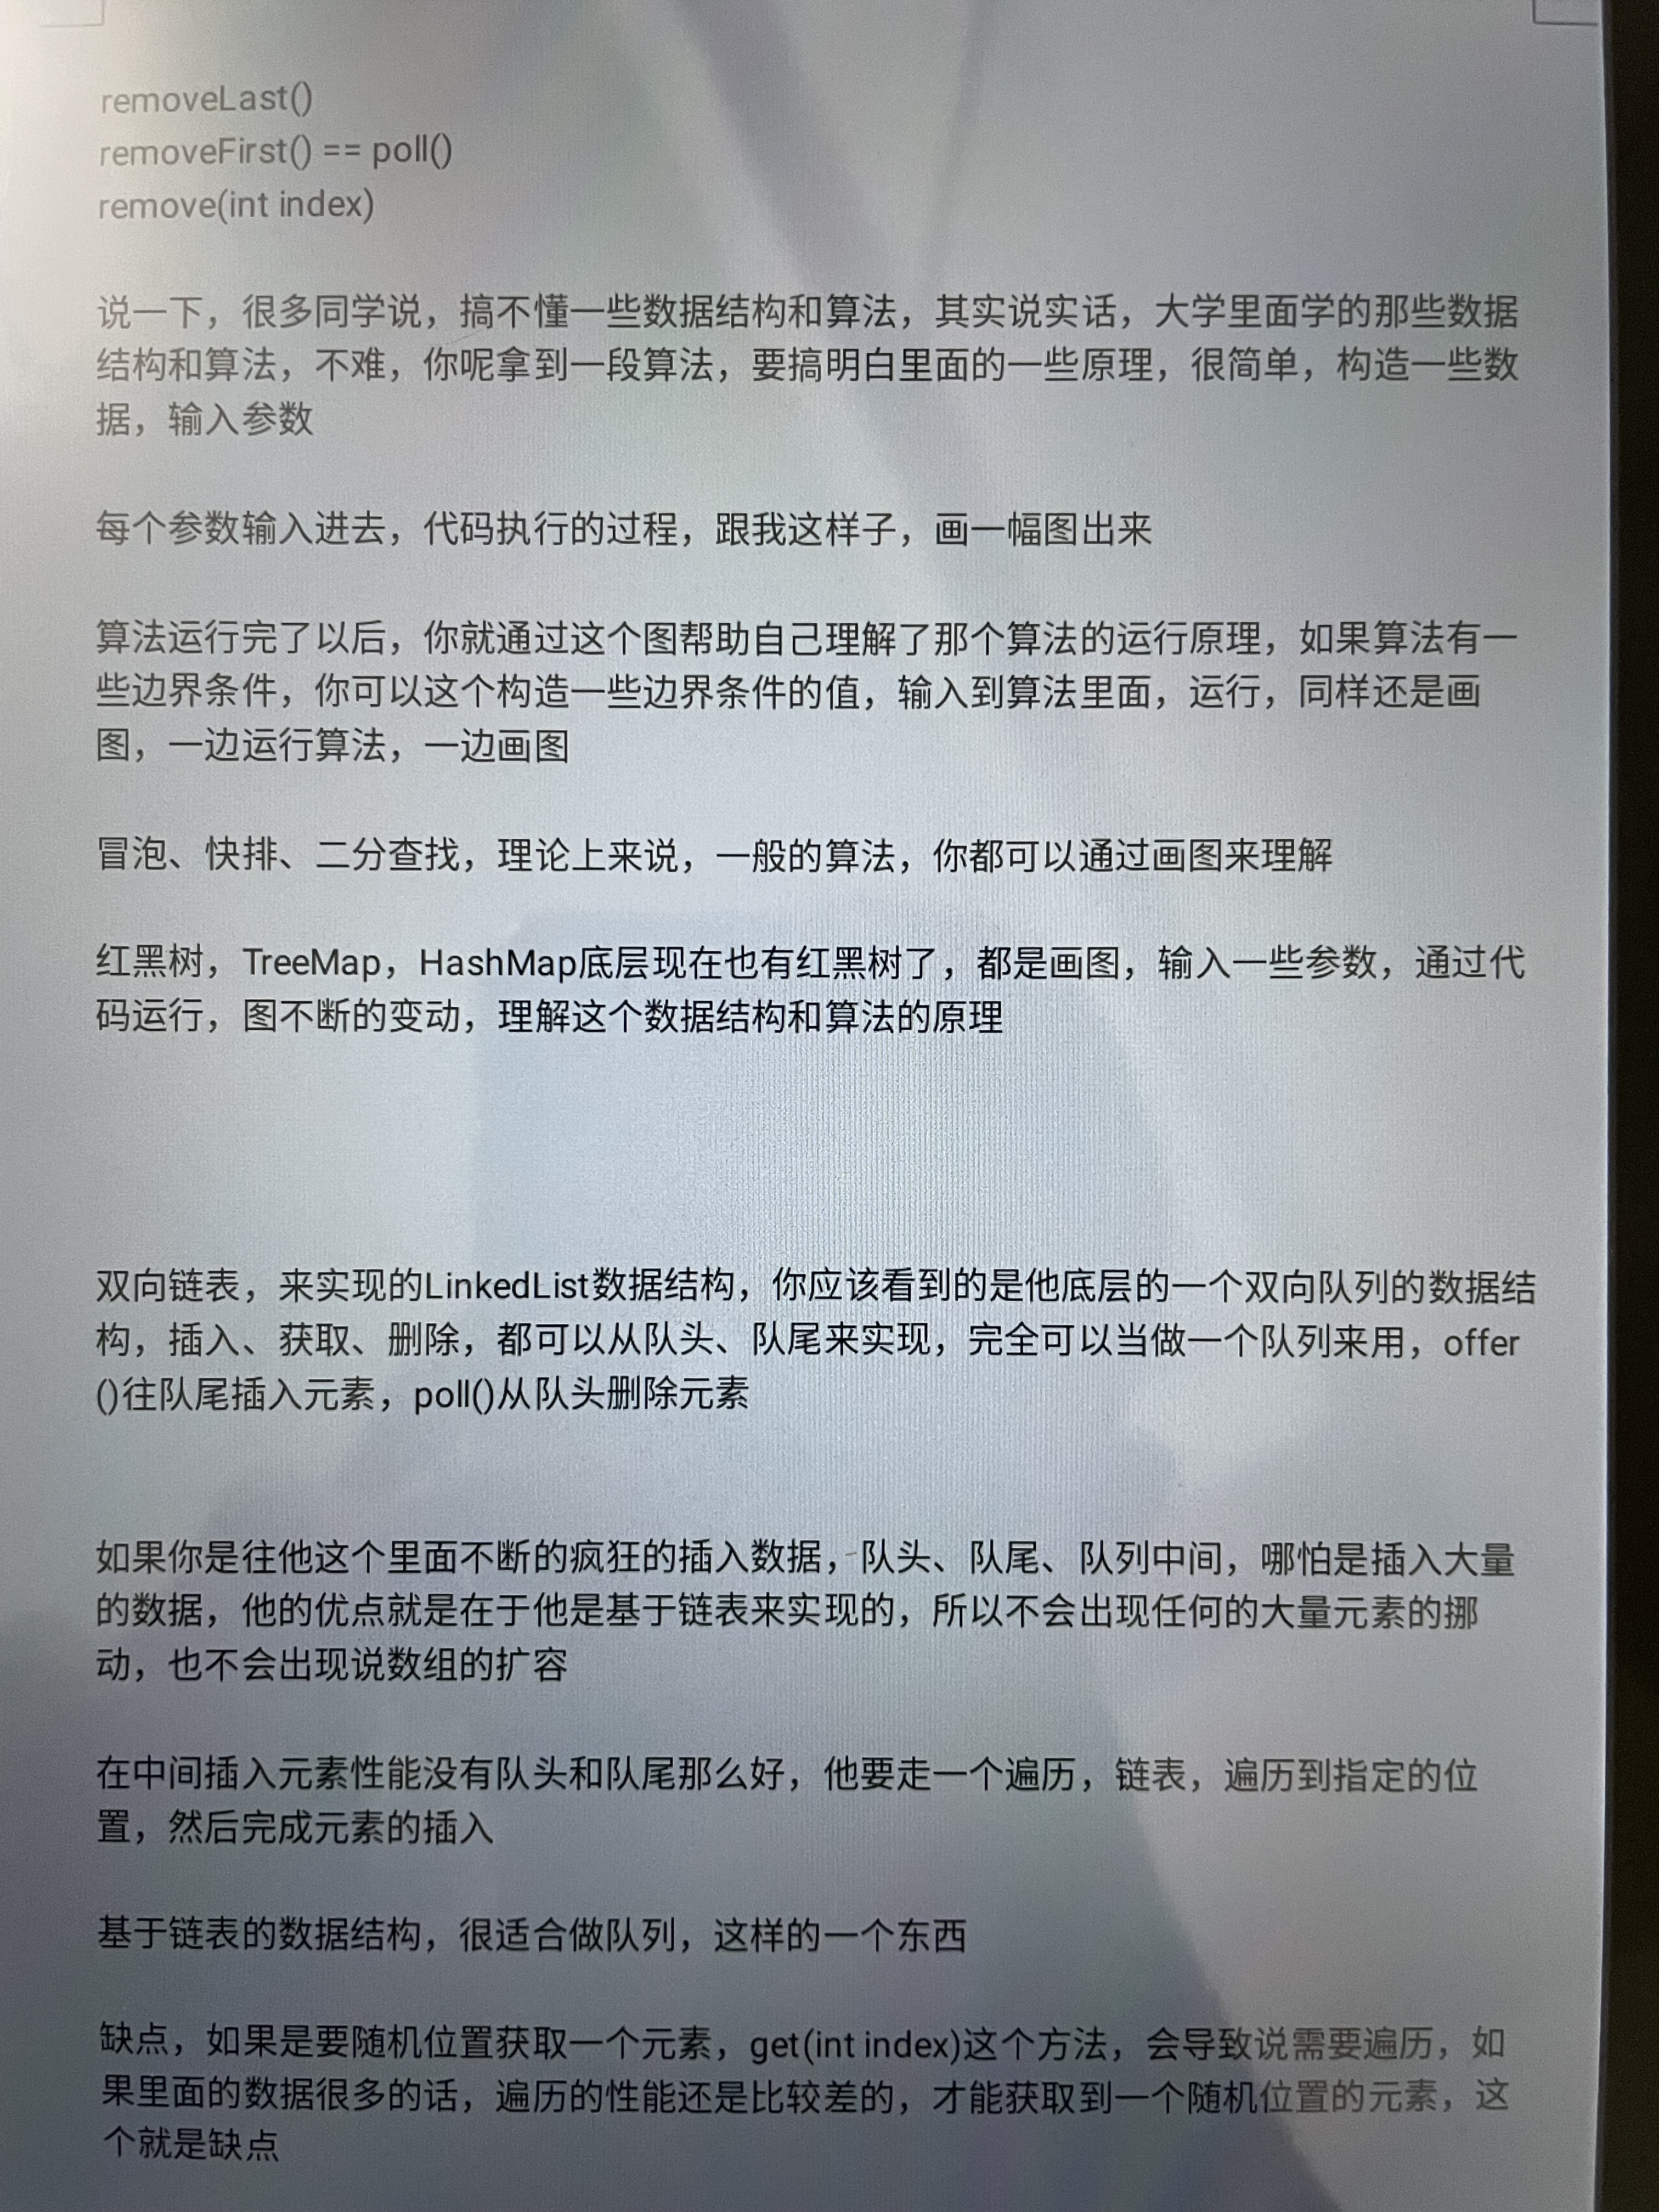 removeLast()
removeFirst() == poll()
remove(int index)
说一下，很多同学说，搞不懂一些数据结构和算法，其实说实话，大学里面学的那些数据
结构和算法，不难，你呢拿到一段算法，要搞明白里面的一些原理，很简单，构造一些数
据，输入参数
每个参数输入进去，代码执行的过程，跟我这样子，画一幅图出来
算法运行完了以后，你就通过这个图帮助自己理解了那个算法的运行原理，如果算法有一
些边界条件，你可以这个构造一些边界条件的值，输入到算法里面，运行，同样还是画
图，一边运行算法，一边画图
冒泡、快排、二分查找，理论上来说，一般的算法，你都可以通过画图来理解
红黑树，TreeMap，HashMap底层现在也有红黑树了，都是画图，输入一些参数，通过代
码运行，图不断的变动，理解这个数据结构和算法的原理
双向链表，来实现的LinkedList数据结构，你应该看到的是他底层的一个双向队列的数据结
构，插入、获取、删除，都可以从队头、队尾来实现，完全可以当做一个队列来用，offer
()往队尾插入元素，poll()从队头删除元素
如果你是往他这个里面不断的疯狂的插入数据，队头、队尾、队列中间，哪怕是插入大量
的数据，他的优点就是在于他是基于链表来实现的，所以不会出现任何的大量元素的挪
动，也不会出现说数组的扩容
在中间插入元素性能没有队头和队尾那么好，他要走一个遍历，链表，遍历到指定的位
置，然后完成元素的插入
基于链表的数据结构，很适合做队列，这样的一个东西
缺点，如果是要随机位置获取一个元素，get(int index)这个方法，会导致说需要遍历，如
果里面的数据很多的话，遍历的性能还是比较差的，才能获取到一个随机位置的元素，这
个就是缺点